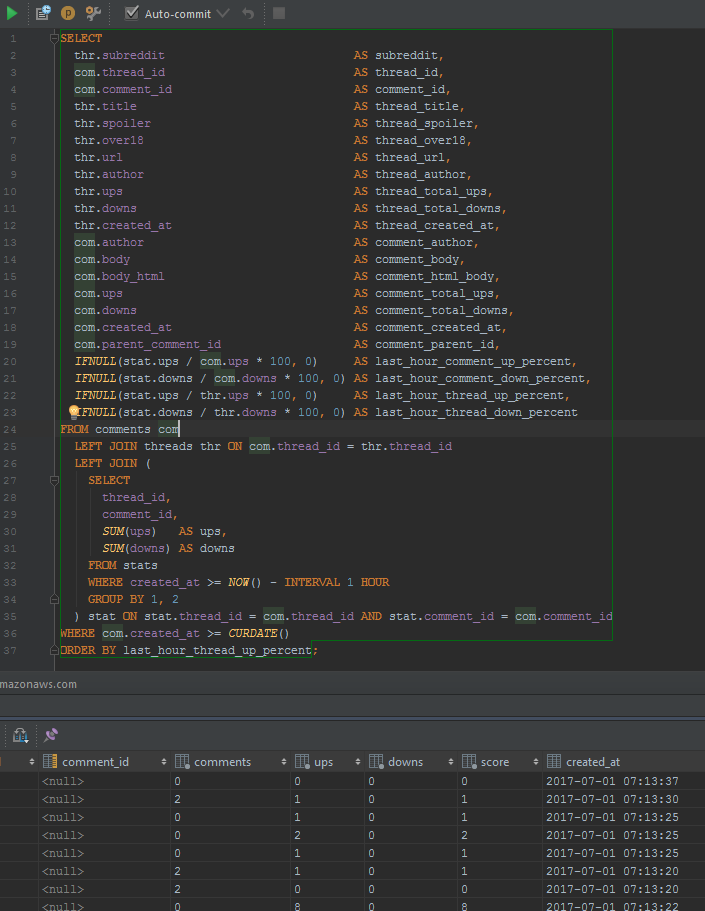 Auto-commit
1 SELECT
2 thr.subreddit AS subreddit,
3 com.thread_id AS thread_id,
4 com.comment_id AS comment_id,
5 thr.title AS thread_title,
6 thr.spoiler AS thread_spoiler,
7 thr.over18 AS thread_over18,
8 thr.url AS thread_url,
9 thr.author AS thread_author,
10 thr.ups AS thread_total_ups,
11 thr.downs AS thread_total_downs,
12 thr.created_at AS thread_created_at,
13 com.author AS comment_author,
14 com.body AS comment_body,
15 com.body_html AS comment_html_body,
16 com.ups AS comment_total_ups,
17 com.downs AS comment_total_downs,
18 com.created_at AS comment_created_at,
19 com.parent_comment_id AS comment_parent_id,
20 IFNULL(stat.ups / com.ups * 100, 0) AS last_hour_comment_up_percent,
21 IFNULL(stat.downs / com.downs * 100, 0) AS last_hour_comment_down_percent,
22 IFNULL(stat.ups / thr.ups * 100, 0) AS last_hour_thread_up_percent,
23 IFNULL(stat.downs / thr.downs * 100, 0) AS last_hour_thread_down_percent
24 FROM comments com
25 LEFT JOIN threads thr ON com.thread_id = thr.thread_id
26 LEFT JOIN (
27 SELECT
28 thread_id,
29 comment_id,
30 SUM(ups) AS ups,
31 SUM(downs) AS downs
32 FROM stats
33 WHERE created_at >= NOW() - INTERVAL 1 HOUR
34 GROUP BY 1, 2
35 ) stat ON stat.thread_id = com.thread_id AND stat.comment_id = com.comment_id
36 WHERE com.created_at >= CURDATE()
37 ORDER BY last_hour_thread_up_percent;
mazonaws.com
comment_id comments ups downs score created_at
<null> 0 0 0 0 2017-07-01 07:13:37
<null> 2 1 0 1 2017-07-01 07:13:30
<null> 0 1 0 1 2017-07-01 07:13:25
<null> 0 2 0 2 2017-07-01 07:13:25
<null> 0 1 0 1 2017-07-01 07:13:25
<null> 2 1 0 1 2017-07-01 07:13:20
<null> 2 0 0 0 2017-07-01 07:13:20
<null> 0 8 0 8 2017-07-01 07:13:22